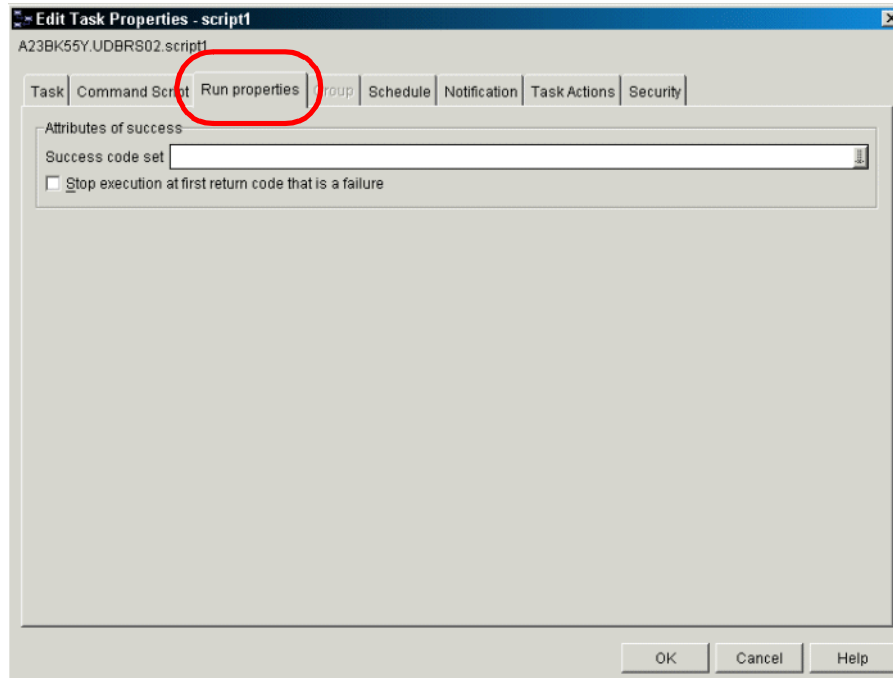 Edit Task Properties - script1
A23BK55Y.UDBRS02.script1
Task Command Script Run properties Group Schedule Notification Task Actions Security
Attributes of success
Success code set
Stop execution at first return code that is a failure
OK Cancel Help